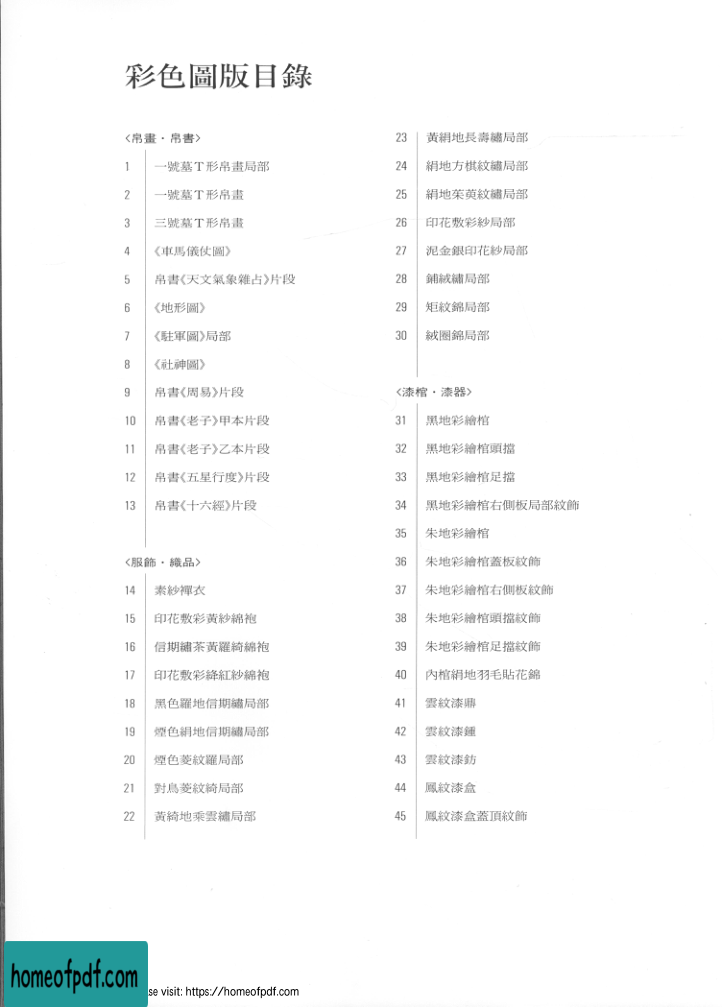 彩色圖版目錄
〈帛畫・帛書〉
1 一號墓T形帛畫局部
2 一號墓T形帛畫
3 三號墓T形帛畫
4 《車馬儀仗圖》
5 帛書《天文氣象雜占》片段
6 《地形圖》
7 《駐軍圖》局部
8 《社神圖》
9 帛書《周易》片段
10 帛書《老子》甲本片段
11 帛書《老子》乙本片段
12 帛書《五星行度》片段
13 帛書《十六經》片段
〈服飾・織品〉
14 素紗襌衣
15 印花敷彩黃紗綿袍
16 信期繡茶黃羅綺綿袍
17 印花敷彩絳紅紗綿袍
18 黑色羅地信期繡局部
19 煙色絹地信期繡局部
20 煙色菱紋羅局部
21 對鳥菱紋綺局部
22 黃綺地乘雲繡局部
23 黃絹地長壽繡局部
24 絹地方棋紋繡局部
25 絹地茱萸紋繡局部
26 印花敷彩紗局部
27 泥金銀印花紗局部
28 鋪絨繡局部
29 矩紋錦局部
30 絨圈錦局部
〈漆棺・漆器〉
31 黑地彩繪棺
32 黑地彩繪棺頭擋
33 黑地彩繪棺足擋
34 黑地彩繪棺右側板局部紋飾
35 朱地彩繪棺
36 朱地彩繪棺蓋板紋飾
37 朱地彩繪棺右側板紋飾
38 朱地彩繪棺頭擋紋飾
39 朱地彩繪棺足擋紋飾
40 內棺絹地羽毛貼花錦
41 雲紋漆鼎
42 雲紋漆鍾
43 雲紋漆鈁
44 鳳紋漆盒
45 鳳紋漆盒蓋頂紋飾
homeofpdf.com
se visit: https://homeofpdf.com